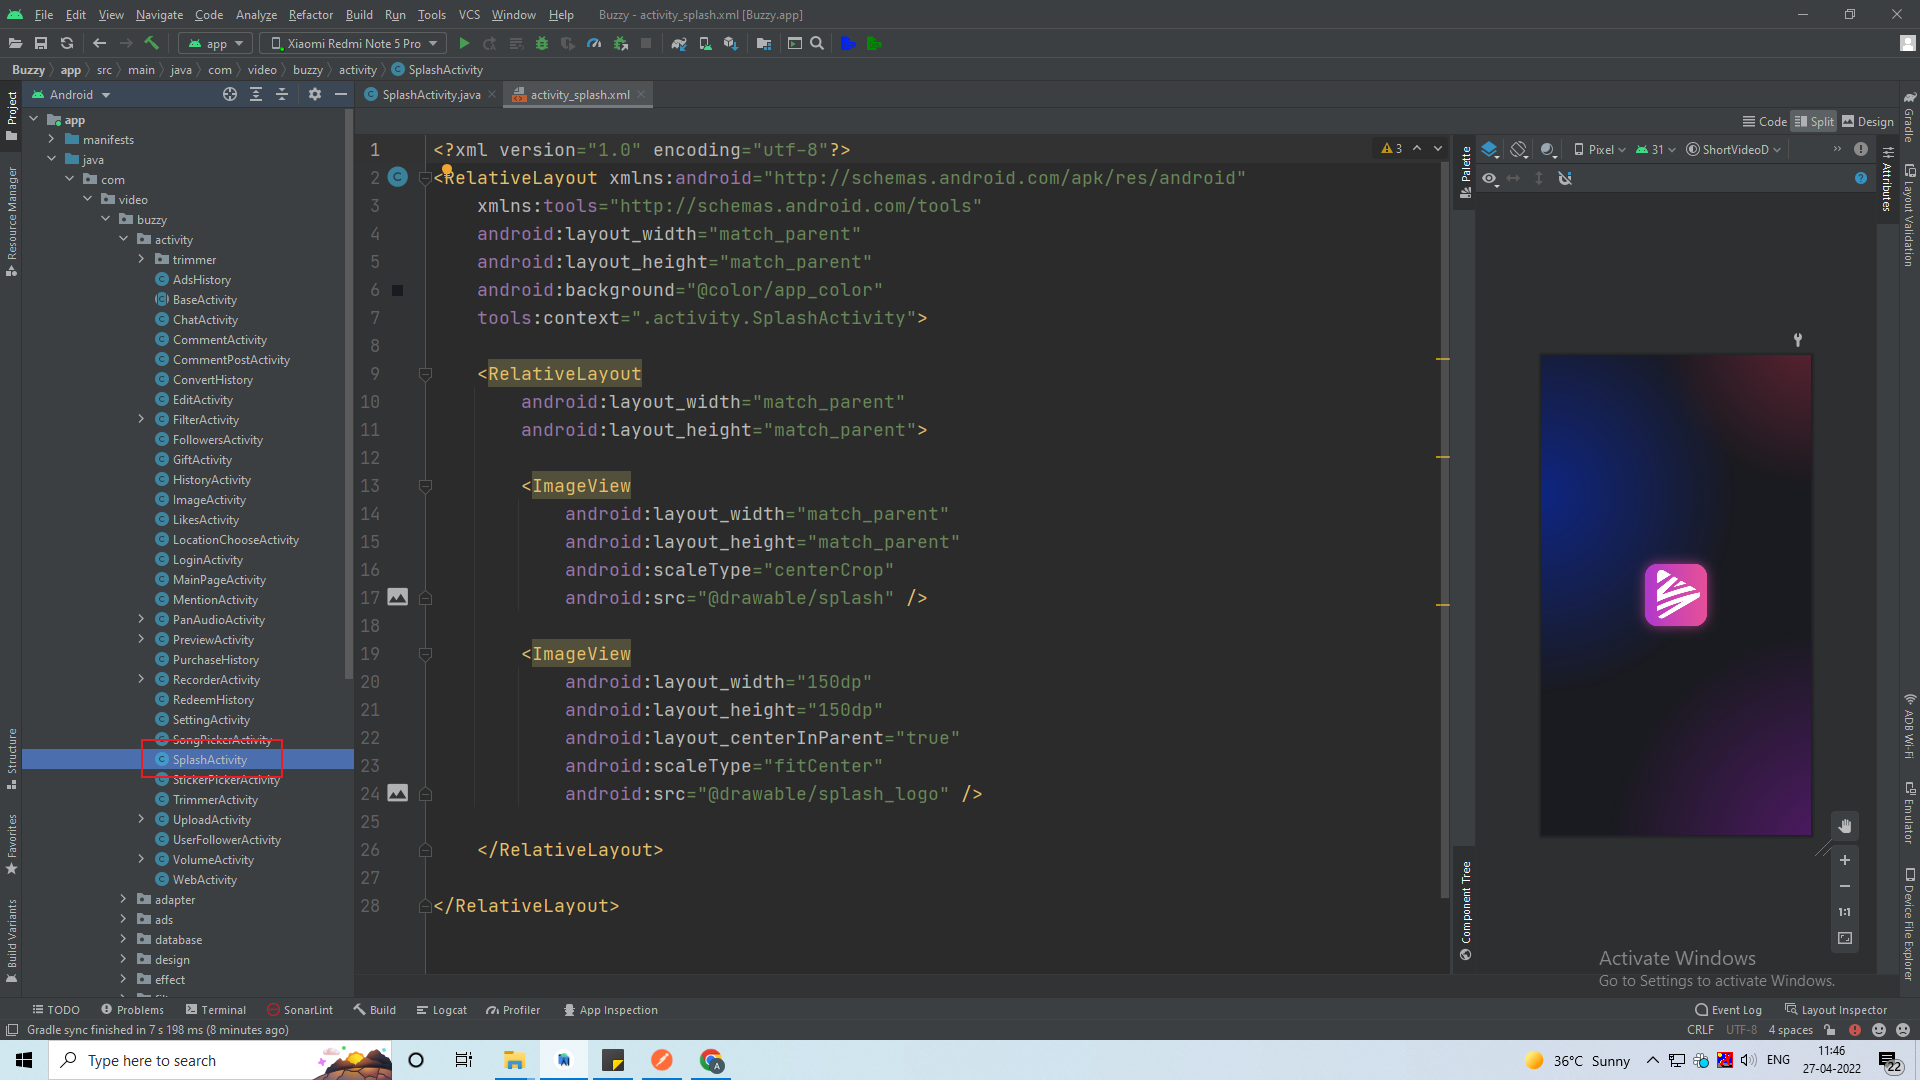 File Edit View Navigate Code Analyze Refactor Build Run Tools VCS Window Help Buzzy - activity_splash.xml [Buzzy.app]
app Xiaomi Redmi Note 5 Pro
Buzzy app src main java com video buzzy activity SplashActivity
Android
SplashActivity.java
activity_splash.xml
Code Split Design
Project
Resource Manager
Structure
Favorites
Build Variants
app
manifests
java
com
video
buzzy
activity
trimmer
AdsHistory
BaseActivity
ChatActivity
CommentActivity
CommentPostActivity
ConvertHistory
EditActivity
FilterActivity
FollowersActivity
GiftActivity
HistoryActivity
ImageActivity
LikesActivity
LocationChooseActivity
LoginActivity
MainPageActivity
MentionActivity
PanAudioActivity
PreviewActivity
PurchaseHistory
RecorderActivity
RedeemHistory
SettingActivity
SongPickerActivity
SplashActivity
StickerPickerActivity
TrimmerActivity
UploadActivity
UserFollowerActivity
VolumeActivity
WebActivity
adapter
ads
database
design
effect
1 <?xml version="1.0" encoding="utf-8"?>
2 <RelativeLayout xmlns:android="http://schemas.android.com/apk/res/android"
3 xmlns:tools="http://schemas.android.com/tools"
4 android:layout_width="match_parent"
5 android:layout_height="match_parent"
6 android:background="@color/app_color"
7 tools:context=".activity.SplashActivity">
8
9 <RelativeLayout
10 android:layout_width="match_parent"
11 android:layout_height="match_parent">
12
13 <ImageView
14 android:layout_width="match_parent"
15 android:layout_height="match_parent"
16 android:scaleType="centerCrop"
17 android:src="@drawable/splash" />
18
19 <ImageView
20 android:layout_width="150dp"
21 android:layout_height="150dp"
22 android:layout_centerInParent="true"
23 android:scaleType="fitCenter"
24 android:src="@drawable/splash_logo" />
25
26 </RelativeLayout>
27
28 </RelativeLayout>
3
Palette
Component Tree
Pixel 31 ShortVideoD
Attributes
1:1
Gradle
Layout Validation
ADB Wi-Fi
Emulator
Device File Explorer
Activate Windows
Go to Settings to activate Windows.
TODO Problems Terminal SonarLint Build Logcat Profiler App Inspection Event Log Layout Inspector
Gradle sync finished in 7 s 198 ms (8 minutes ago) CRLF UTF-8 4 spaces
Type here to search
36°C Sunny
ENG
11:46
27-04-2022
22